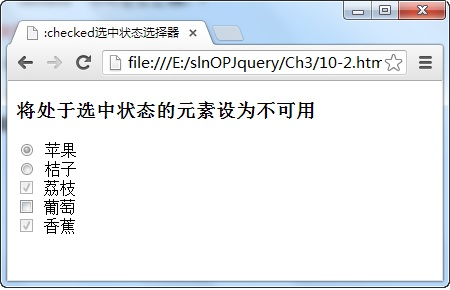 :checked选中状态选择器
file:///E:/slnOPJquery/Ch3/10-2.htm
将处于选中状态的元素设为不可用
苹果
桔子
荔枝
葡萄
香蕉